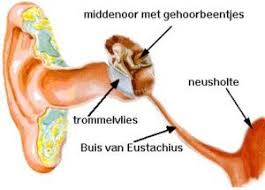 middenoor met gehoorbeentjes
neusholte
trommelvlies
Buis van Eustachius